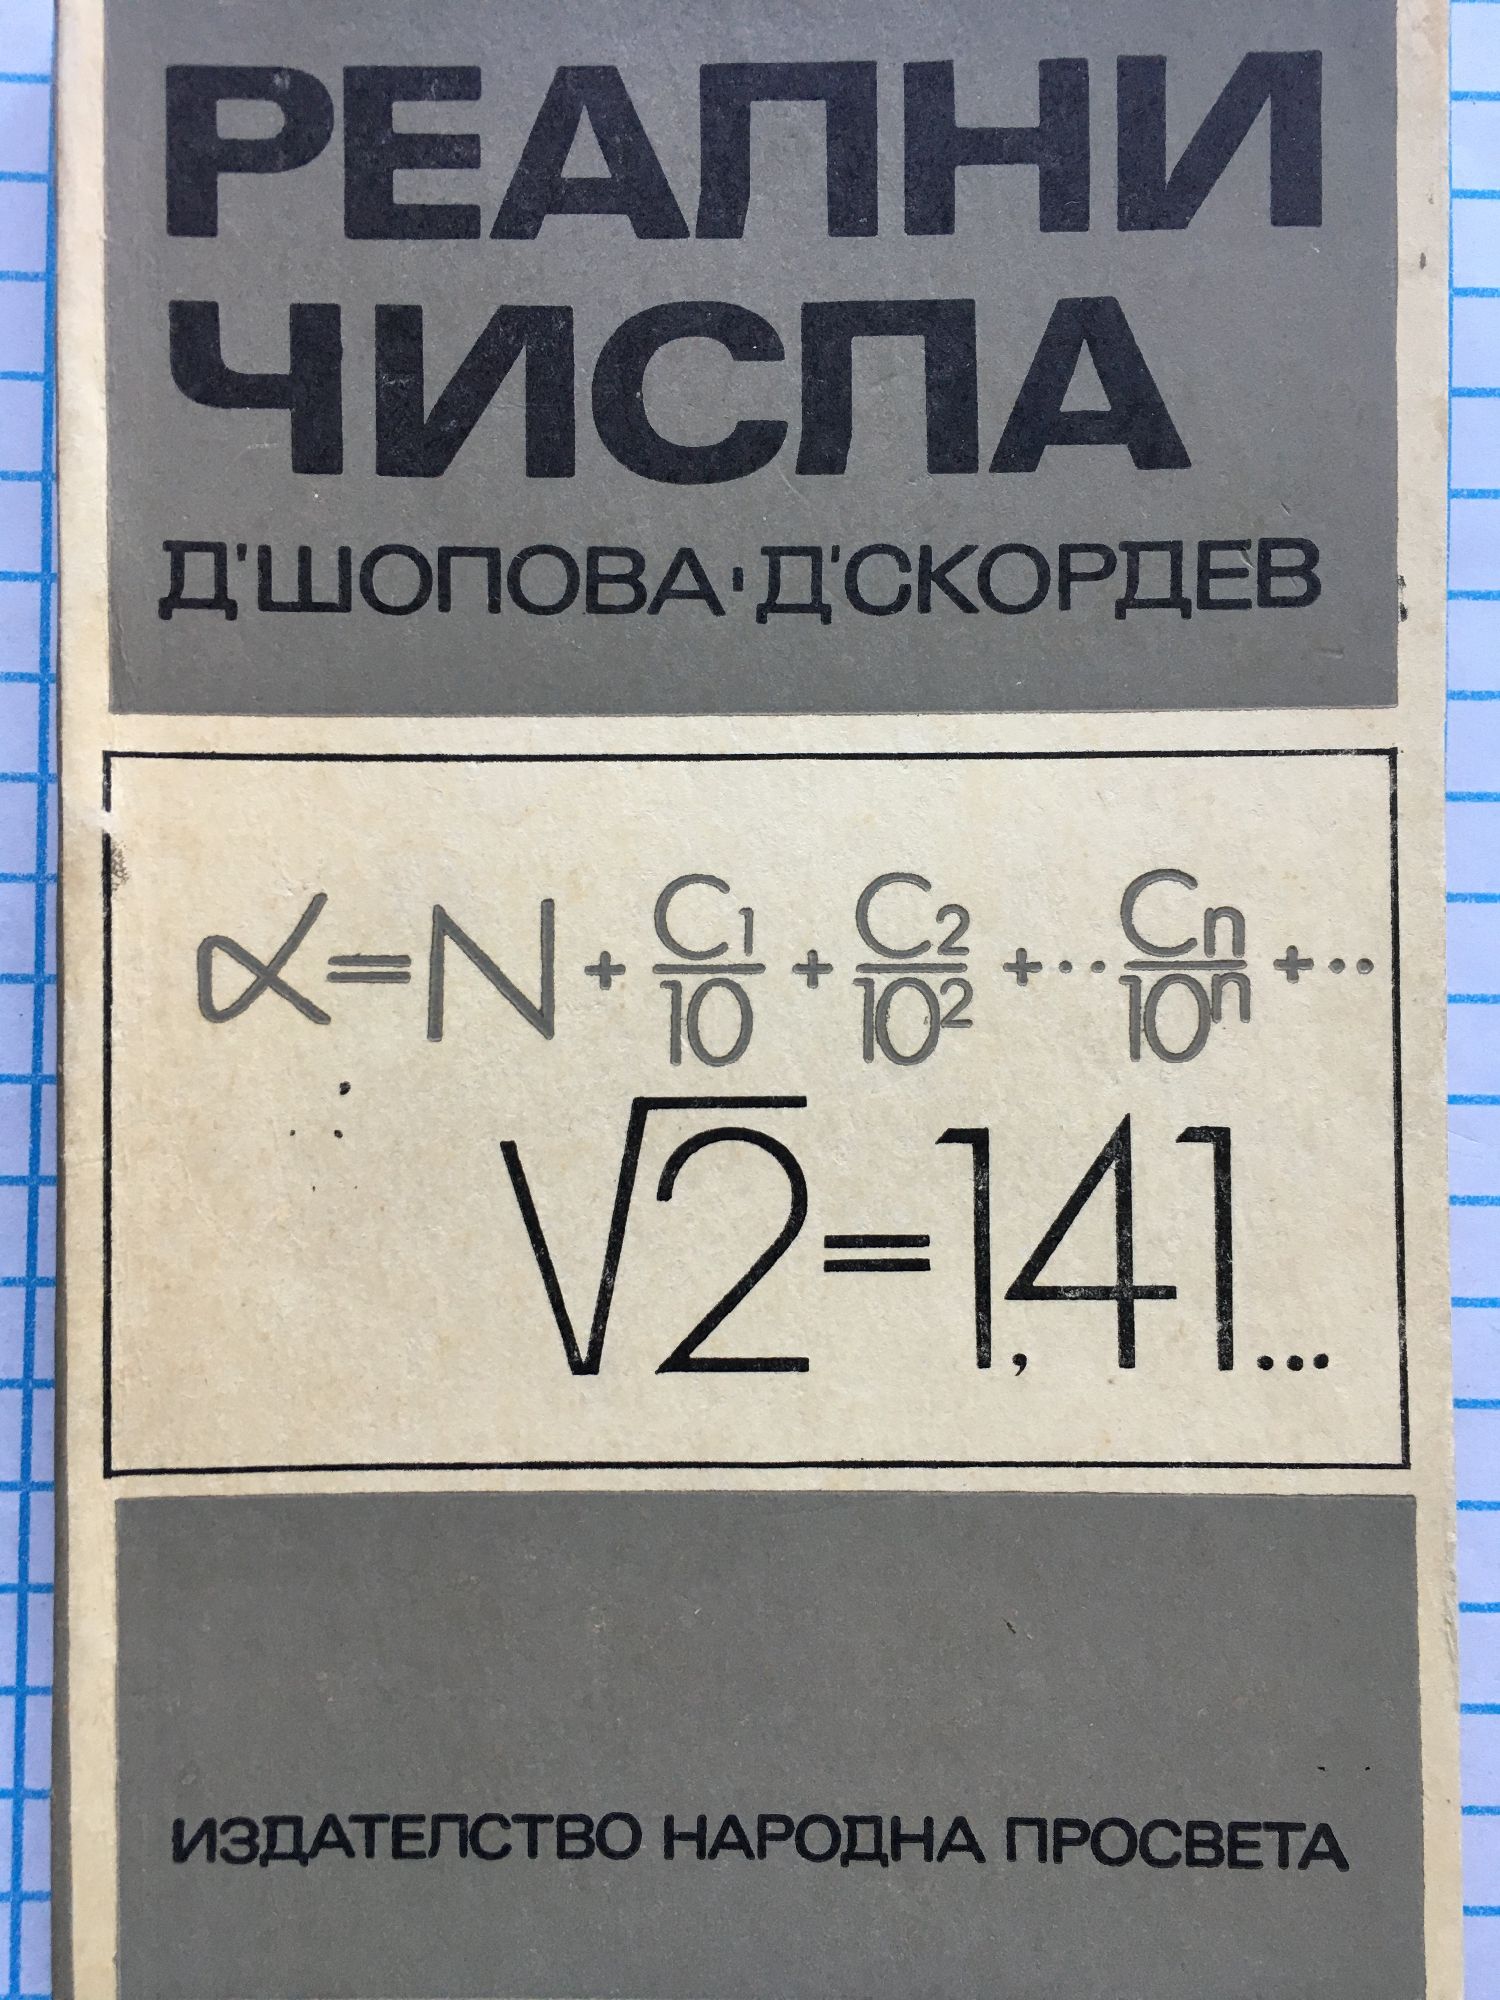 РЕАЛНИ
ЧИСЛА
Д'ШОПОВА·Д'СКОРДЕВ
α=N+C₁/10+C₂/10²+··Cₙ/10ⁿ+··
√2=1,41...
ИЗДАТЕЛСТВО НАРОДНА ПРОСВЕТА